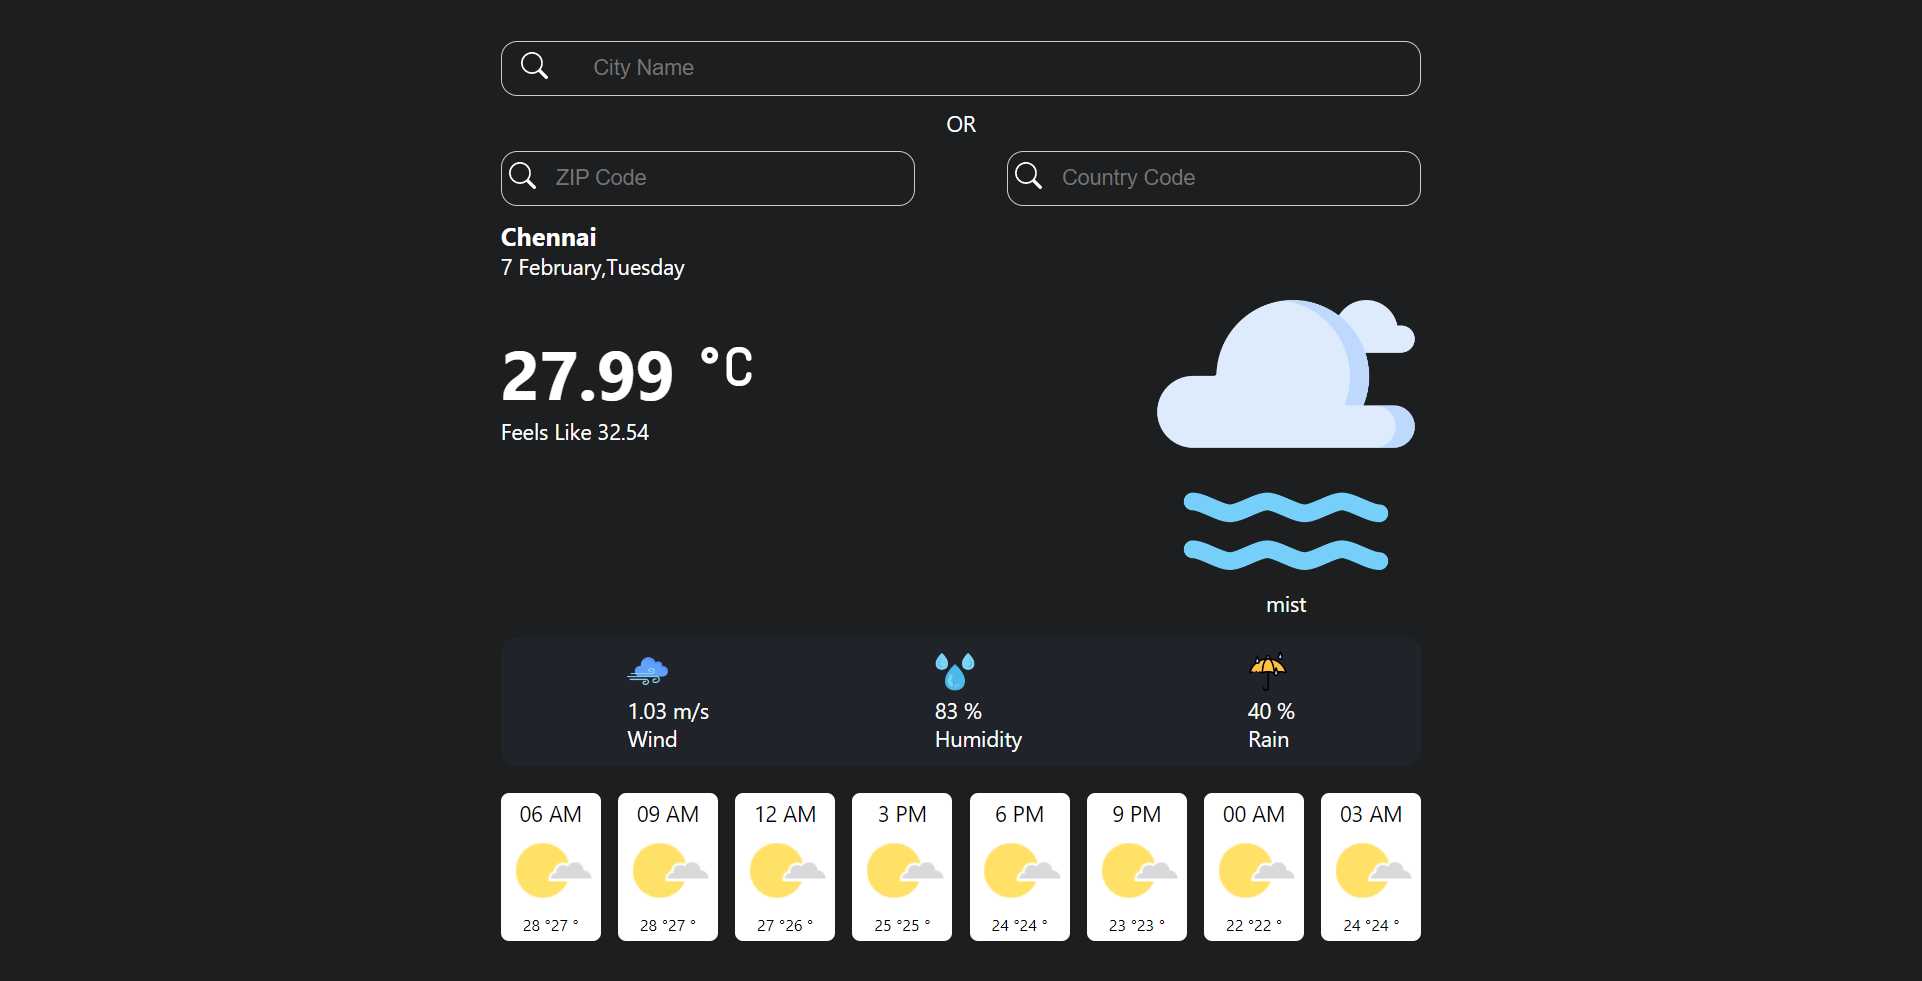 City Name
OR
ZIP Code
Country Code
Chennai
7 February,Tuesday
27.99 °C
Feels Like 32.54
mist
1.03 m/s
Wind
83 %
Humidity
40 %
Rain
06 AM
28 °27 °
09 AM
28 °27 °
12 AM
27 °26 °
3 PM
25 °25 °
6 PM
24 °24 °
9 PM
23 °23 °
00 AM
22 °22 °
03 AM
24 °24 °